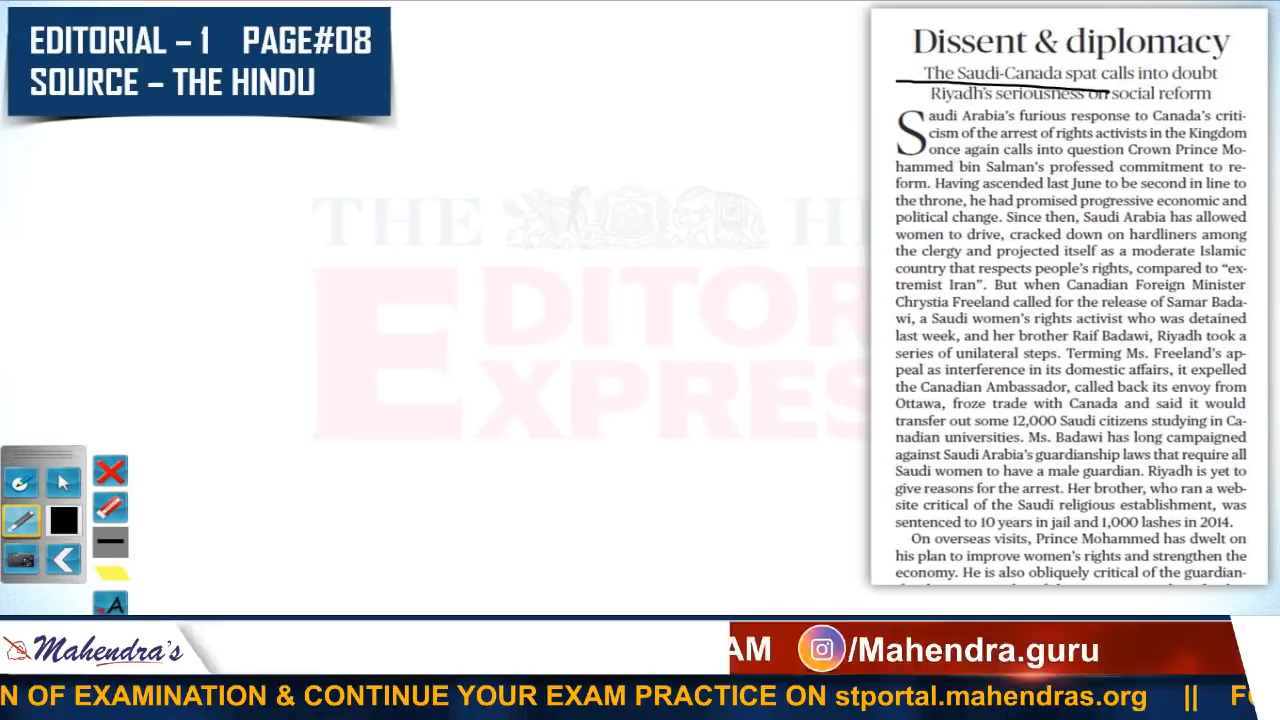 EDITORIAL – 1 PAGE#08
SOURCE – THE HINDU
THE HI
EDITOR
EXPRES
Dissent & diplomacy
The Saudi-Canada spat calls into doubt
Riyadh's seriousness on social reform
Saudi Arabia's furious response to Canada's criti-
cism of the arrest of rights activists in the Kingdom
once again calls into question Crown Prince Mo-
hammed bin Salman's professed commitment to re-
form. Having ascended last June to be second in line to
the throne, he had promised progressive economic and
political change. Since then, Saudi Arabia has allowed
women to drive, cracked down on hardliners among
the clergy and projected itself as a moderate Islamic
country that respects people's rights, compared to “ex-
tremist Iran”. But when Canadian Foreign Minister
Chrystia Freeland called for the release of Samar Bada-
wi, a Saudi women's rights activist who was detained
last week, and her brother Raif Badawi, Riyadh took a
series of unilateral steps. Terming Ms. Freeland's ap-
peal as interference in its domestic affairs, it expelled
the Canadian Ambassador, called back its envoy from
Ottawa, froze trade with Canada and said it would
transfer out some 12,000 Saudi citizens studying in Ca-
nadian universities. Ms. Badawi has long campaigned
against Saudi Arabia's guardianship laws that require all
Saudi women to have a male guardian. Riyadh is yet to
give reasons for the arrest. Her brother, who ran a web-
site critical of the Saudi religious establishment, was
sentenced to 10 years in jail and 1,000 lashes in 2014.
On overseas visits, Prince Mohammed has dwelt on
his plan to improve women's rights and strengthen the
economy. He is also obliquely critical of the guardian-
A
Mahendra's
AM /Mahendra.guru
N OF EXAMINATION & CONTINUE YOUR EXAM PRACTICE ON stportal.mahendras.org || FO